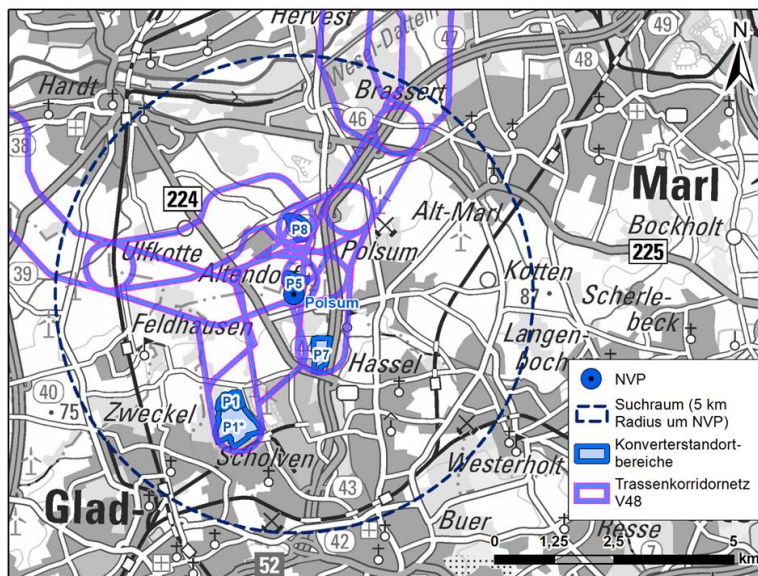 Hervest
Wesel-Datteln
47
49
48
N
Hardt
Brassert
46
38
Marl
224
Alt-Marl
P8
Bockholt
Ulfkotte
Polsum
225
39
Altendorf
P5
Kotten
Polsum
87
Scherle-
beck
Feldhausen
Langen-
boch
P7
Hassel
40
75
Zweckel
P1
P1*
Scholven
Westerholt
Glad-
43
42
Buer
Resse
52
7
NVP
Suchraum (5 km
Radius um NVP)
Konverterstandort-
bereiche
Trassenkorridornetz
V48
0
1,25
2,5
5
km